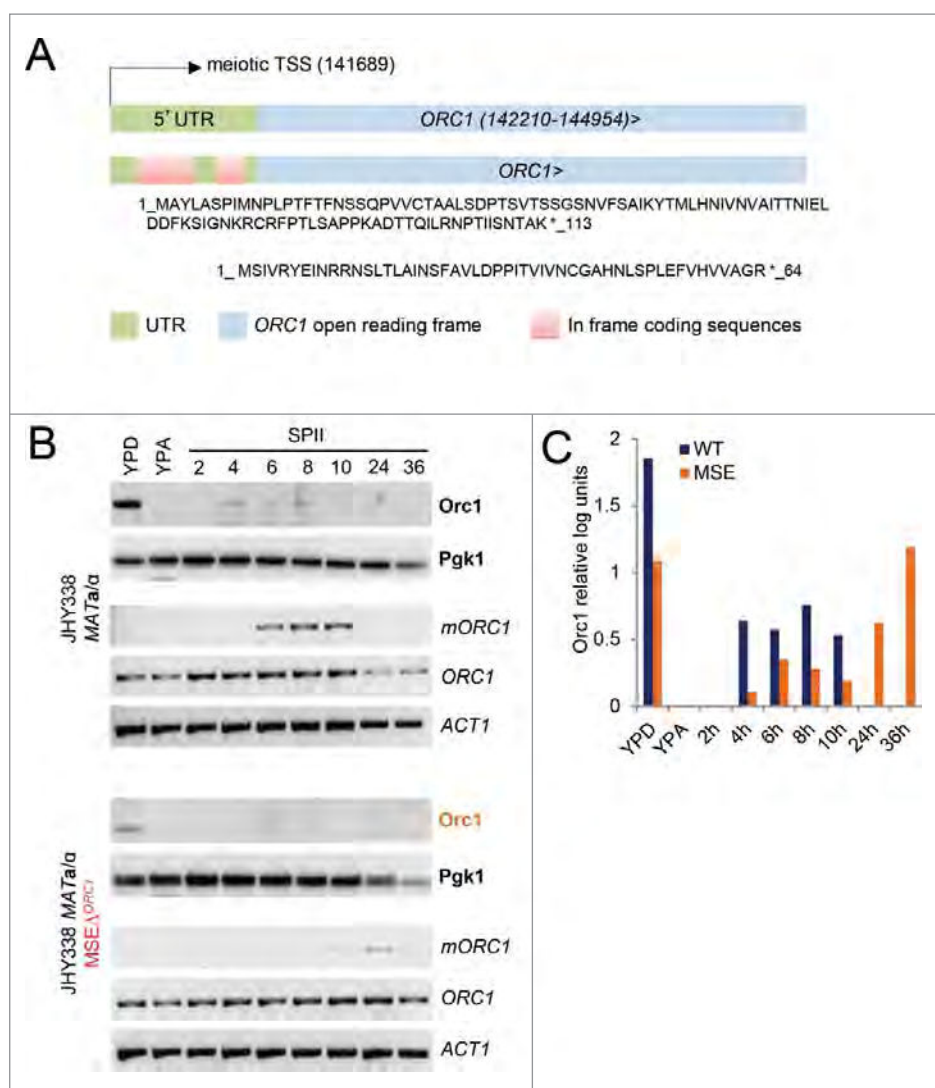 A
meiotic TSS (141689)
5' UTR
ORC1 (142210-144954)>
ORC1>
1_MAYLASPIMNPLPTFTFNSSQPVVCTAALSDPTSVTSSGSNVFSAIKYTMLHNIVNVAITTNIEL
DDFKSIGNKRCRFPTLSAPPKADTTQILRNPTIISNTAK *_113
1_ MSIVRYEINRRNSLTLAINSFAVLDPPITVIVNCGAHNLSPLEFVHVVAGR *_64
UTR
ORC1 open reading frame
In frame coding sequences
B
SPII
YPD YPA 2 4 6 8 10 24 36
JHY338
MATa/α
Orc1
Pgk1
mORC1
ORC1
ACT1
JHY338 MATa/α
MSEΔORC1
Orc1
Pgk1
mORC1
ORC1
ACT1
C
WT
MSE
Orc1 relative log units
2
1.5
1
0.5
0
YPD YPA 2h 4h 6h 8h 10h 24h 36h